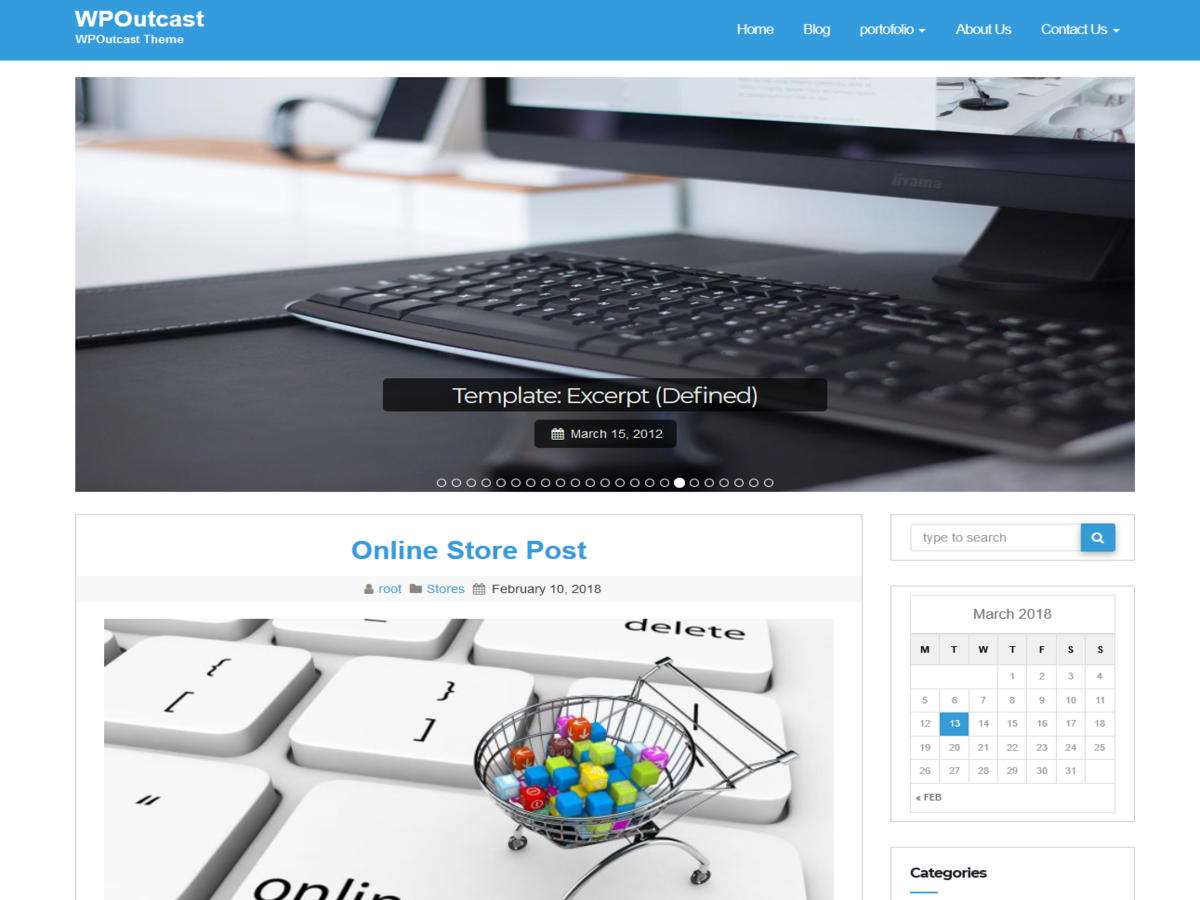 WPOutcast
WPOutcast Theme
Home Blog portofolio About Us Contact Us
iiyama
Template: Excerpt (Defined)
March 15, 2012
Online Store Post
root Stores February 10, 2018
delete
{
[
}
]
"
onlin
type to search
March 2018
M T W T F S S
1 2 3 4
5 6 7 8 9 10 11
12 13 14 15 16 17 18
19 20 21 22 23 24 25
26 27 28 29 30 31
« FEB
Categories